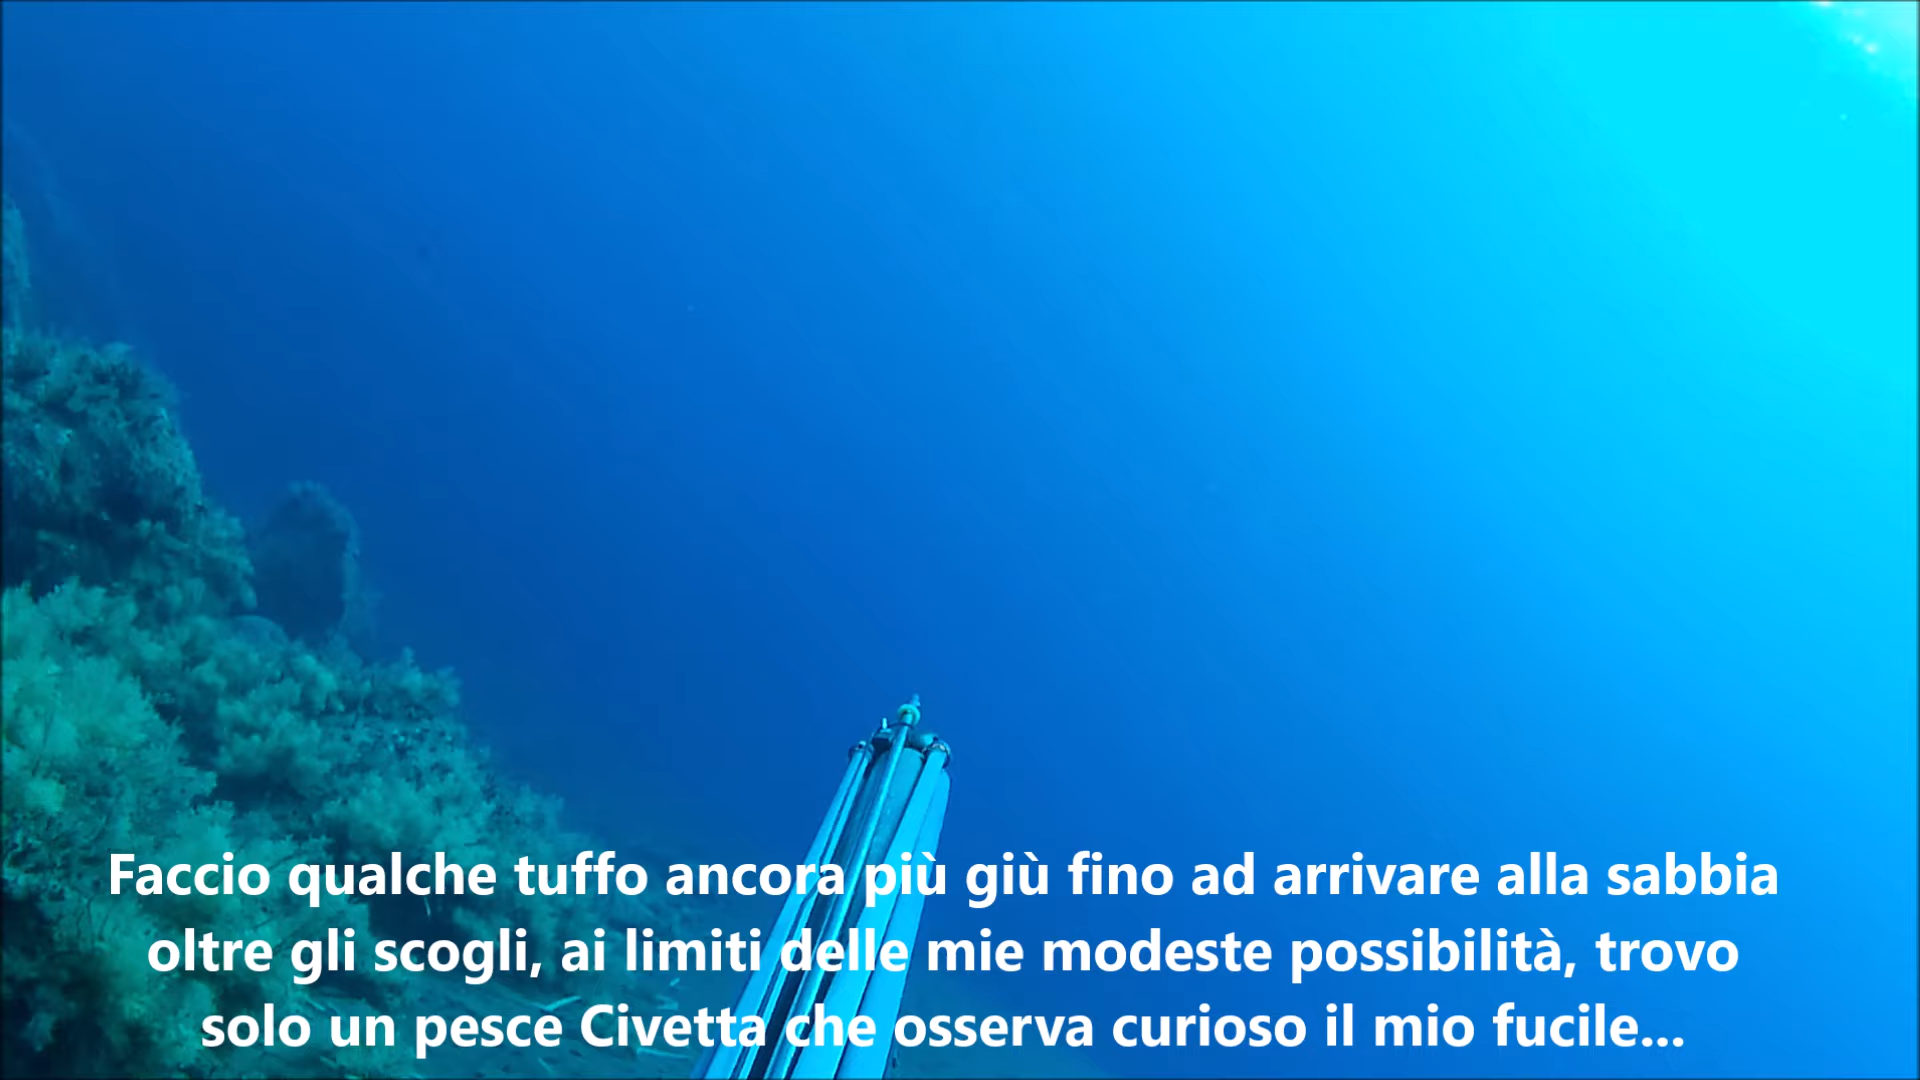 Faccio qualche tuffo ancora più giù fino ad arrivare alla sabbia
oltre gli scogli, ai limiti delle mie modeste possibilità, trovo
solo un pesce Civetta che osserva curioso il mio fucile...